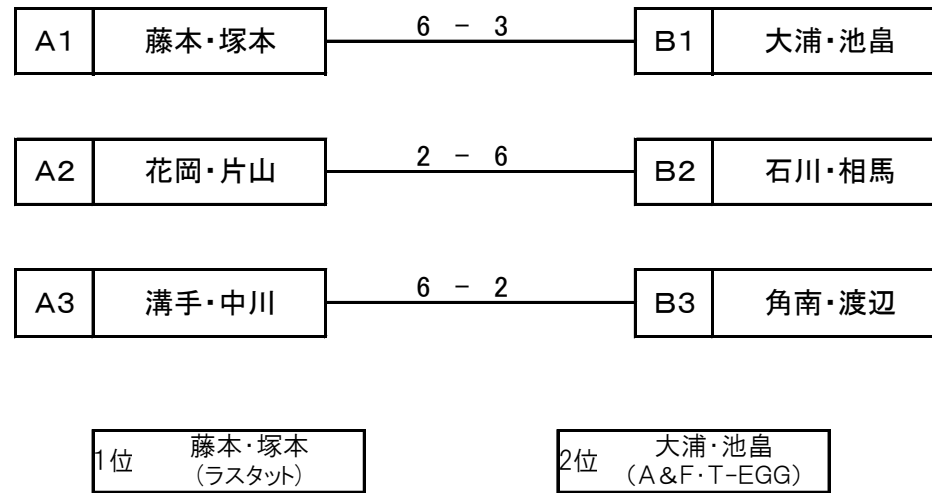 A1 藤本・塚本 6 － 3 B1 大浦・池畠
A2 花岡・片山 2 － 6 B2 石川・相馬
A3 溝手・中川 6 － 2 B3 角南・渡辺
1位 藤本・塚本 2位 大浦・池畠
(ラスタット) （A＆F・T-EGG）